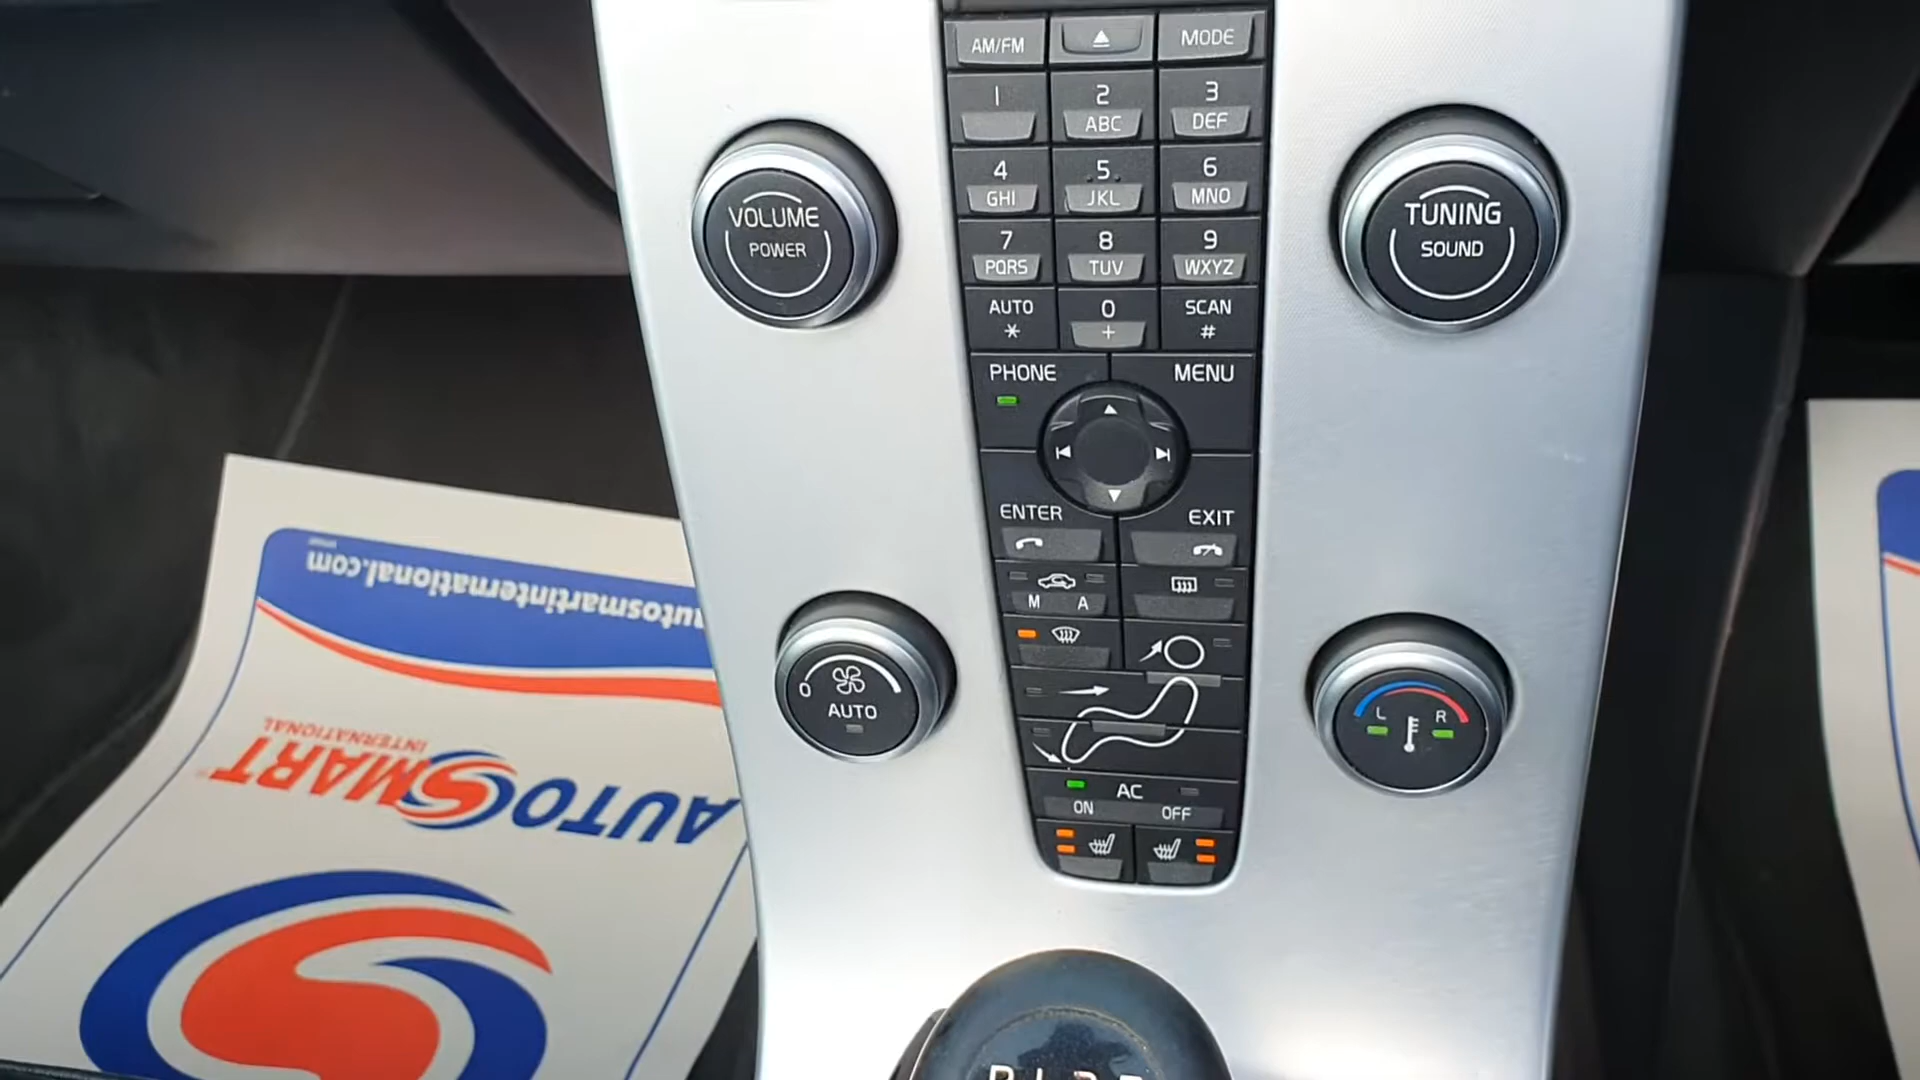 AM/FM
MODE
1
2
ABC
3
DEF
4
GHI
5
JKL
6
MNO
7
PQRS
8
TUV
9
WXYZ
AUTO
*
0
+
SCAN
#
VOLUME
POWER
TUNING
SOUND
PHONE
MENU
ENTER
EXIT
M A
0
AUTO
L R
AC
ON OFF
autosmartinternational.com
AUTOSMART
INTERNATIONAL